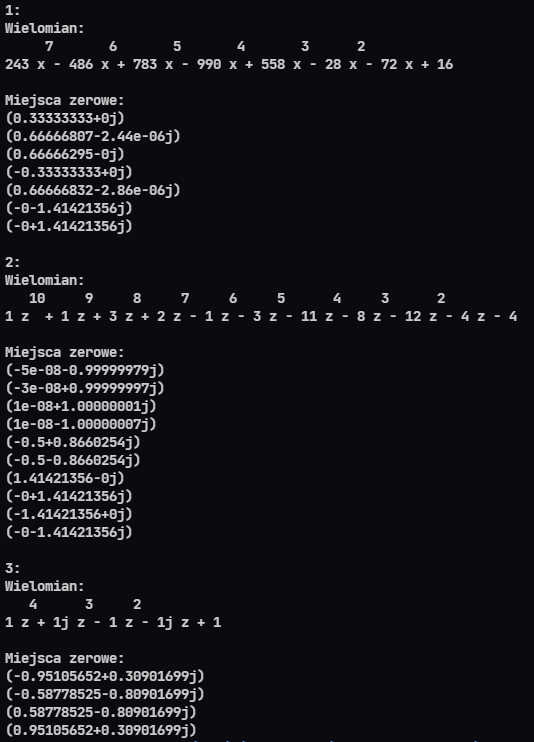 1:
Wielomian:
7 6 5 4 3 2
243 x - 486 x + 783 x - 990 x + 558 x - 28 x - 72 x + 16
Miejsca zerowe:
(0.33333333+0j)
(0.66666807-2.44e-06j)
(0.66666295-0j)
(-0.33333333+0j)
(0.66666832-2.86e-06j)
(-0-1.41421356j)
(-0+1.41421356j)
2:
Wielomian:
10 9 8 7 6 5 4 3 2
1 z + 1 z + 3 z + 2 z - 1 z - 3 z - 11 z - 8 z - 12 z - 4 z - 4
Miejsca zerowe:
(-5e-08-0.99999979j)
(-3e-08+0.99999997j)
(1e-08+1.00000001j)
(1e-08-1.00000007j)
(-0.5+0.8660254j)
(-0.5-0.8660254j)
(1.41421356-0j)
(-0+1.41421356j)
(-1.41421356+0j)
(-0-1.41421356j)
3:
Wielomian:
4 3 2
1 z + 1j z - 1 z - 1j z + 1
Miejsca zerowe:
(-0.95105652+0.30901699j)
(-0.58778525-0.80901699j)
(0.58778525-0.80901699j)
(0.95105652+0.30901699j)